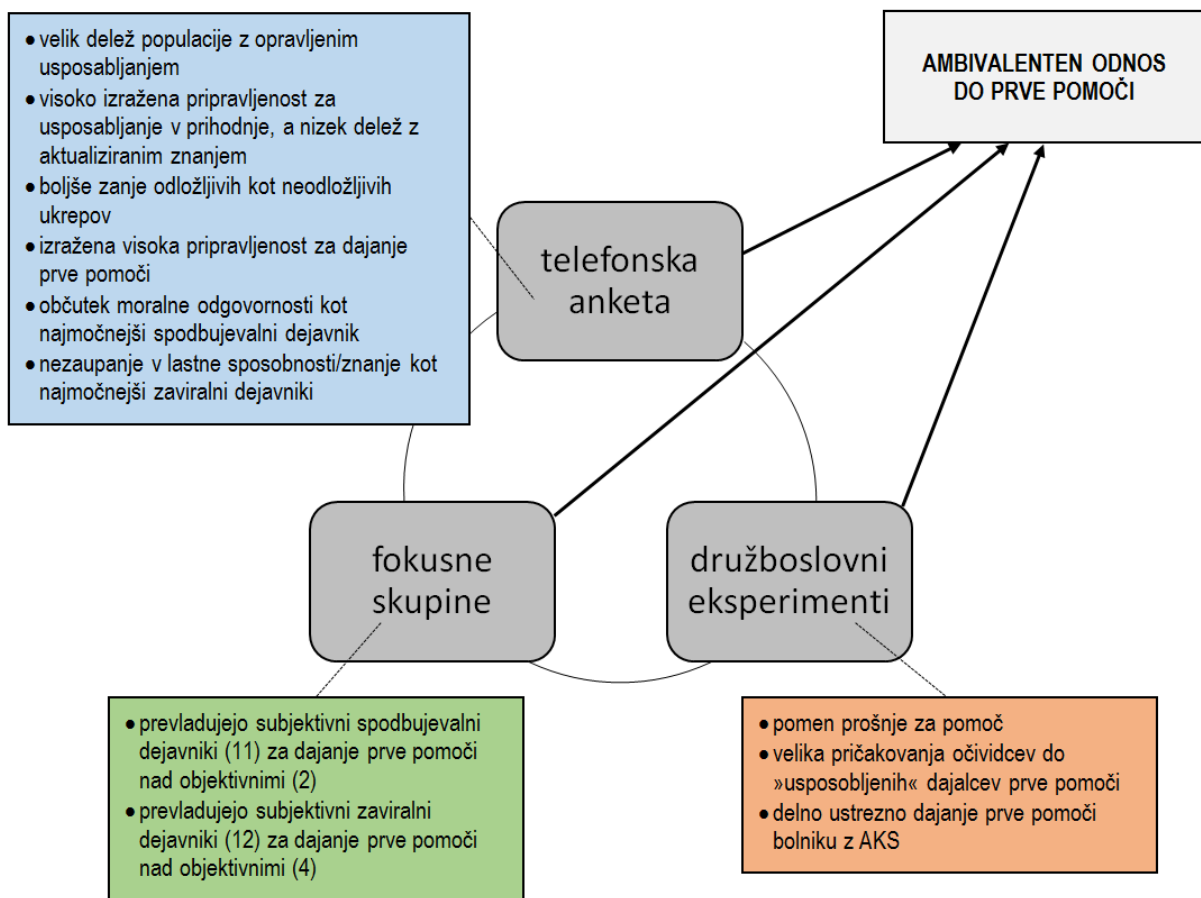 • velik delež populacije z opravljenim
usposabljanjem
• visoko izražena pripravljenost za
usposabljanje v prihodnje, a nizek delež z
aktualiziranim znanjem
• boljše zanje odložljivih kot neodložljivih
ukrepov
• izražena visoka pripravljenost za dajanje
prve pomoči
• občutek moralne odgovornosti kot
najmočnejši spodbujevalni dejavnik
• nezaupanje v lastne sposobnosti/znanje kot
najmočnejši zaviralni dejavniki
AMBIVALENTEN ODNOS
DO PRVE POMOČI
telefonska
anketa
fokusne
skupine
družboslovni
eksperimenti
• prevladujejo subjektivni spodbujevalni
dejavniki (11) za dajanje prve pomoči
nad objektivnimi (2)
• prevladujejo subjektivni zaviralni
dejavniki (12) za dajanje prve pomoči
nad objektivnimi (4)
• pomen prošnje za pomoč
• velika pričakovanja očividcev do
»usposobljenih« dajalcev prve pomoči
• delno ustrezno dajanje prve pomoči
bolniku z AKS